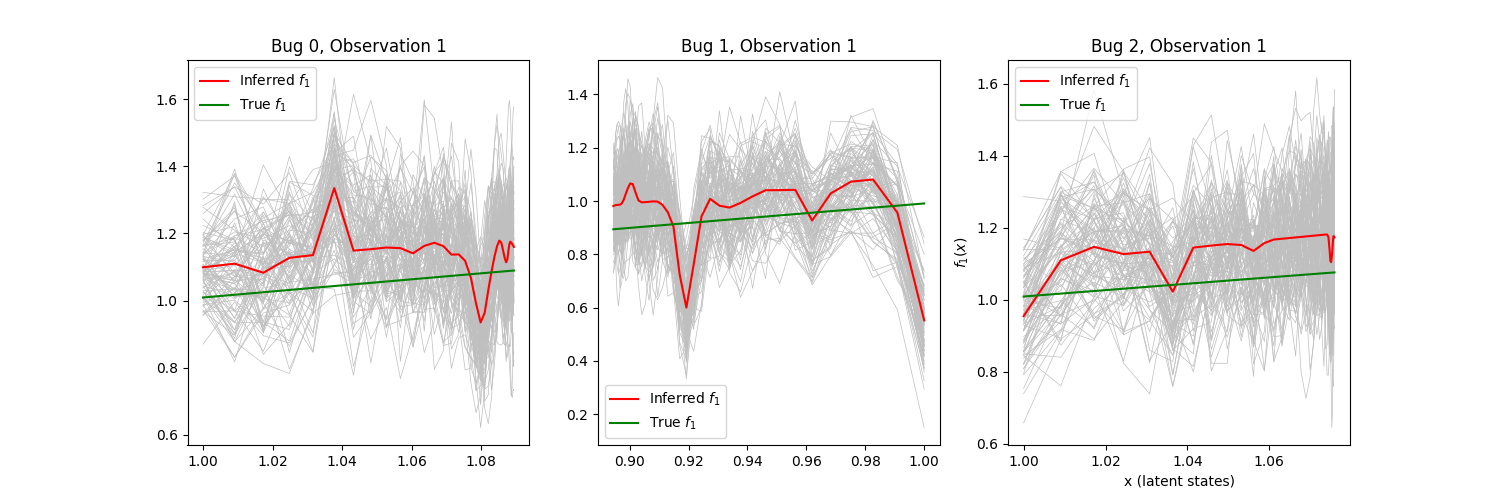 Bug 0, Observation 1
Inferred f₁
True f₁
1.6
1.4
1.2
1.0
0.8
0.6
1.00 1.02 1.04 1.06 1.08
Bug 1, Observation 1
1.4
1.2
1.0
0.8
0.6
0.4
0.2
Inferred f₁
True f₁
0.90 0.92 0.94 0.96 0.98 1.00
Bug 2, Observation 1
Inferred f₁
True f₁
f₁(x)
1.6
1.4
1.2
1.0
0.8
0.6
1.00 1.02 1.04 1.06
x (latent states)